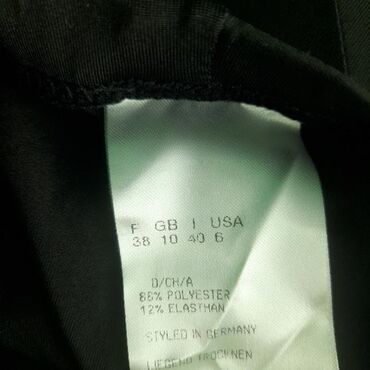 F GB I USA
38 10 40 6
D/CH/A
88% POLYESTER
12% ELASTHAN
STYLED IN GERMANY
LIEGEND TROCKNEN